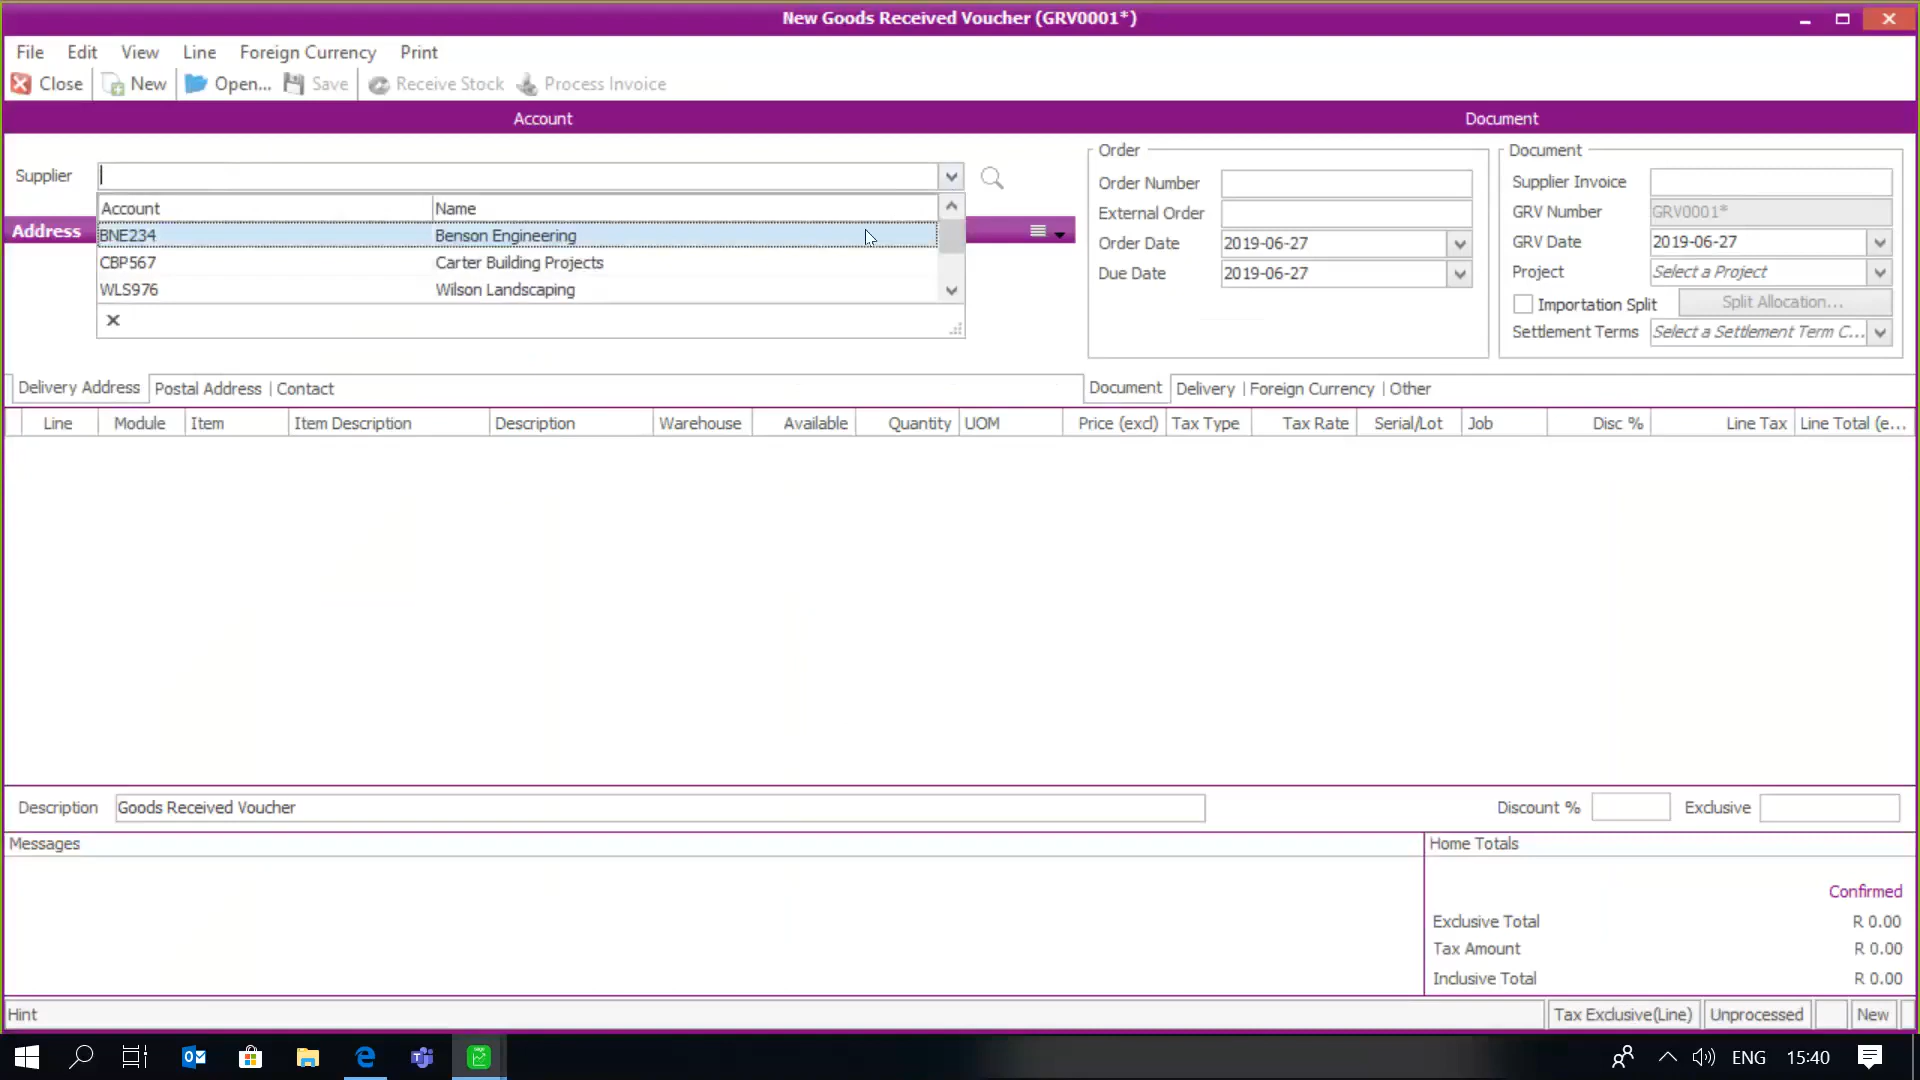 New Goods Received Voucher (GRV0001*)
File Edit View Line Foreign Currency Print
Close New Open... Save Receive Stock Process Invoice
Account Document
Supplier
Account Name
BNE234 Benson Engineering
CBP567 Carter Building Projects
WLS976 Wilson Landscaping
Address
Order
Order Number
External Order
Order Date 2019-06-27
Due Date 2019-06-27
Document
Supplier Invoice
GRV Number GRV0001*
GRV Date 2019-06-27
Project Select a Project
Importation Split Split Allocation...
Settlement Terms Select a Settlement Term C...
Delivery Address Postal Address Contact
Document Delivery Foreign Currency Other
Line Module Item Item Description Description Warehouse Available Quantity UOM Price (excl) Tax Type Tax Rate Serial/Lot Job Disc % Line Tax Line Total (e...
Description Goods Received Voucher Discount % Exclusive
Messages
Home Totals
Confirmed
Exclusive Total R 0.00
Tax Amount R 0.00
Inclusive Total R 0.00
Hint Tax Exclusive(Line) Unprocessed New
ENG 15:40